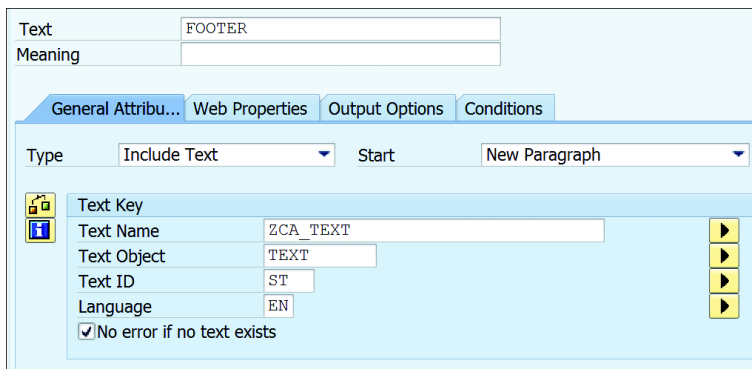 Text FOOTER
Meaning
General Attribu... Web Properties Output Options Conditions
Type Include Text Start New Paragraph
Text Key
Text Name ZCA_TEXT
Text Object TEXT
Text ID ST
Language EN
No error if no text exists